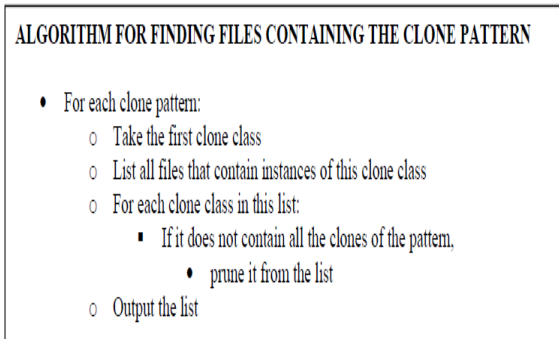 ALGORITHM FOR FINDING FILES CONTAINING THE CLONE PATTERN
• For each clone pattern:
o Take the first clone class
o List all files that contain instances of this clone class
o For each clone class in this list:
▪ If it does not contain all the clones of the pattern,
• prune it from the list
o Output the list